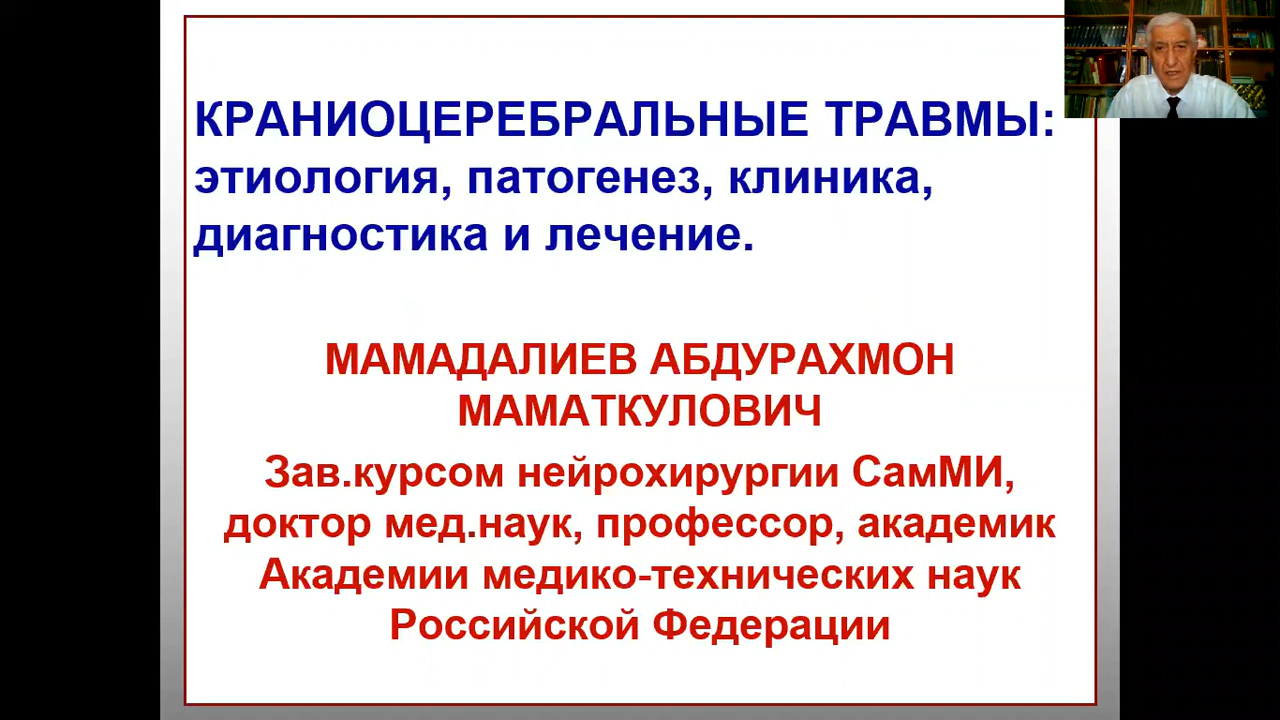 КРАНИОЦЕРЕБРАЛЬНЫЕ ТРАВМЫ:
этиология, патогенез, клиника,
диагностика и лечение.
МАМАДАЛИЕВ АБДУРАХМОН
МАМАТКУЛОВИЧ
Зав.курсом нейрохирургии СамМИ,
доктор мед.наук, профессор, академик
Академии медико-технических наук
Российской Федерации